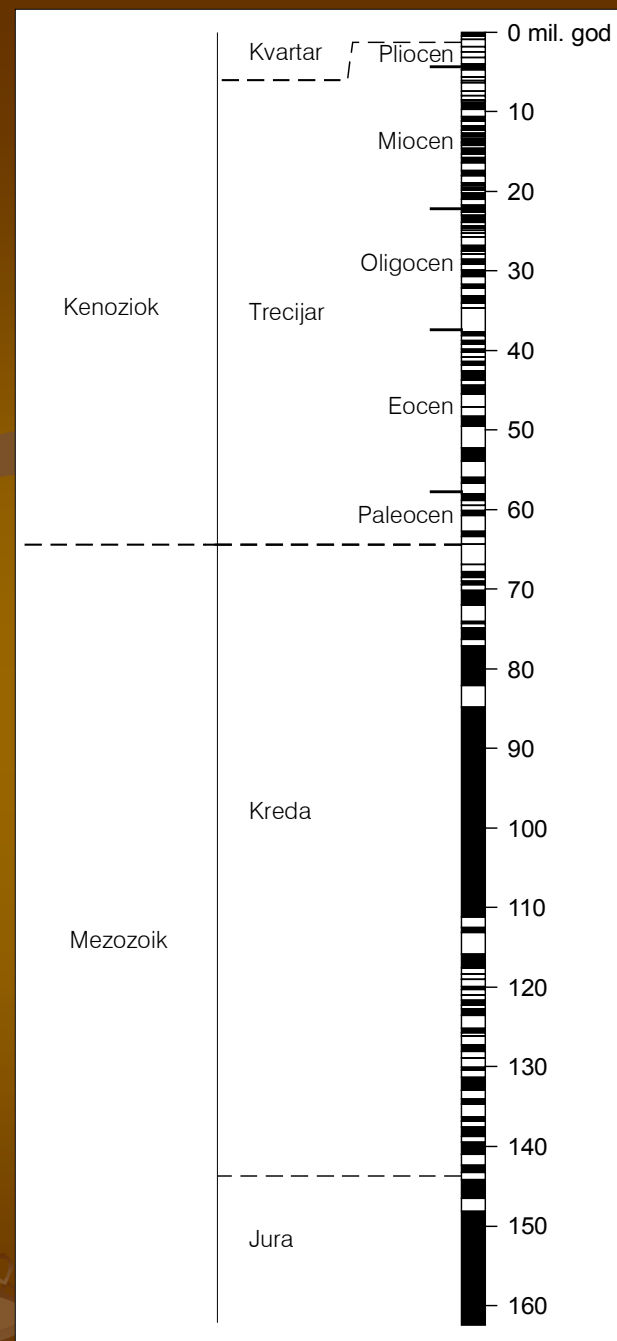 Kvartar
Pliocen
0 mil. god
10
Miocen
20
Oligocen
30
Kenoziok
Trecijar
40
Eocen
50
Paleocen
60
70
80
90
Kreda
100
110
Mezozoik
120
130
140
Jura
150
160